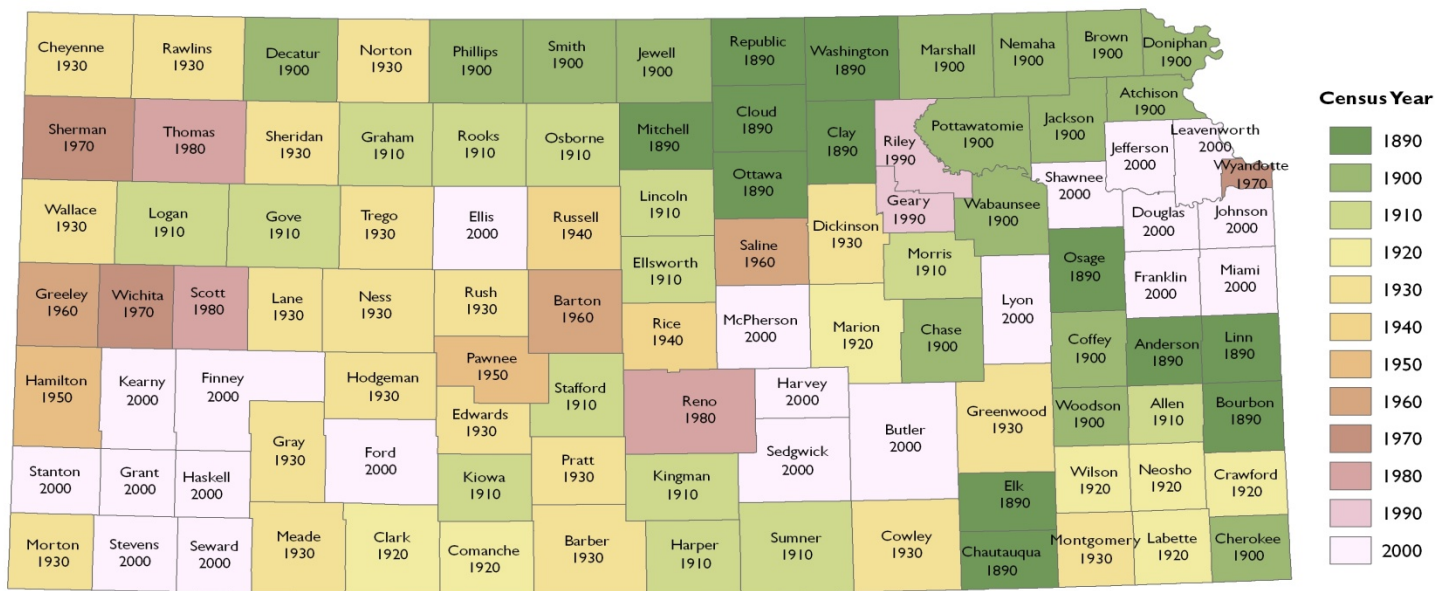 Cheyenne
1930
Rawlins
1930
Decatur
1900
Norton
1930
Phillips
1900
Smith
1900
Jewell
1900
Republic
1890
Washington
1890
Marshall
1900
Nemaha
1900
Brown
1900
Doniphan
1900
Sherman
1970
Thomas
1980
Sheridan
1930
Graham
1910
Rooks
1910
Osborne
1910
Mitchell
1890
Cloud
1890
Clay
1890
Riley
1990
Pottawatomie
1900
Jackson
1900
Atchison
1900
Jefferson
2000
Leavenworth
2000
Wyandotte
1970
Wallace
1930
Logan
1910
Gove
1910
Trego
1930
Ellis
2000
Russell
1940
Lincoln
1910
Ottawa
1890
Saline
1960
Dickinson
1930
Geary
1990
Wabaunsee
1900
Shawnee
2000
Douglas
2000
Johnson
2000
Greeley
1960
Wichita
1970
Scott
1980
Lane
1930
Ness
1930
Rush
1930
Barton
1960
Ellsworth
1910
Rice
1940
McPherson
2000
Marion
1920
Morris
1910
Chase
1900
Lyon
2000
Osage
1890
Franklin
2000
Miami
2000
Coffey
1900
Anderson
1890
Linn
1890
Hamilton
1950
Kearny
2000
Finney
2000
Hodgeman
1930
Pawnee
1950
Edwards
1930
Stafford
1910
Reno
1980
Harvey
2000
Sedgwick
2000
Butler
2000
Greenwood
1930
Woodson
1900
Allen
1910
Bourbon
1890
Stanton
2000
Grant
2000
Haskell
2000
Gray
1930
Ford
2000
Kiowa
1910
Pratt
1930
Kingman
1910
Elk
1890
Wilson
1920
Neosho
1920
Crawford
1920
Morton
1930
Stevens
2000
Seward
2000
Meade
1930
Clark
1920
Comanche
1920
Barber
1930
Harper
1910
Sumner
1910
Cowley
1930
Chautauqua
1890
Montgomery
1930
Labette
1920
Cherokee
1900
Census Year
1890
1900
1910
1920
1930
1940
1950
1960
1970
1980
1990
2000